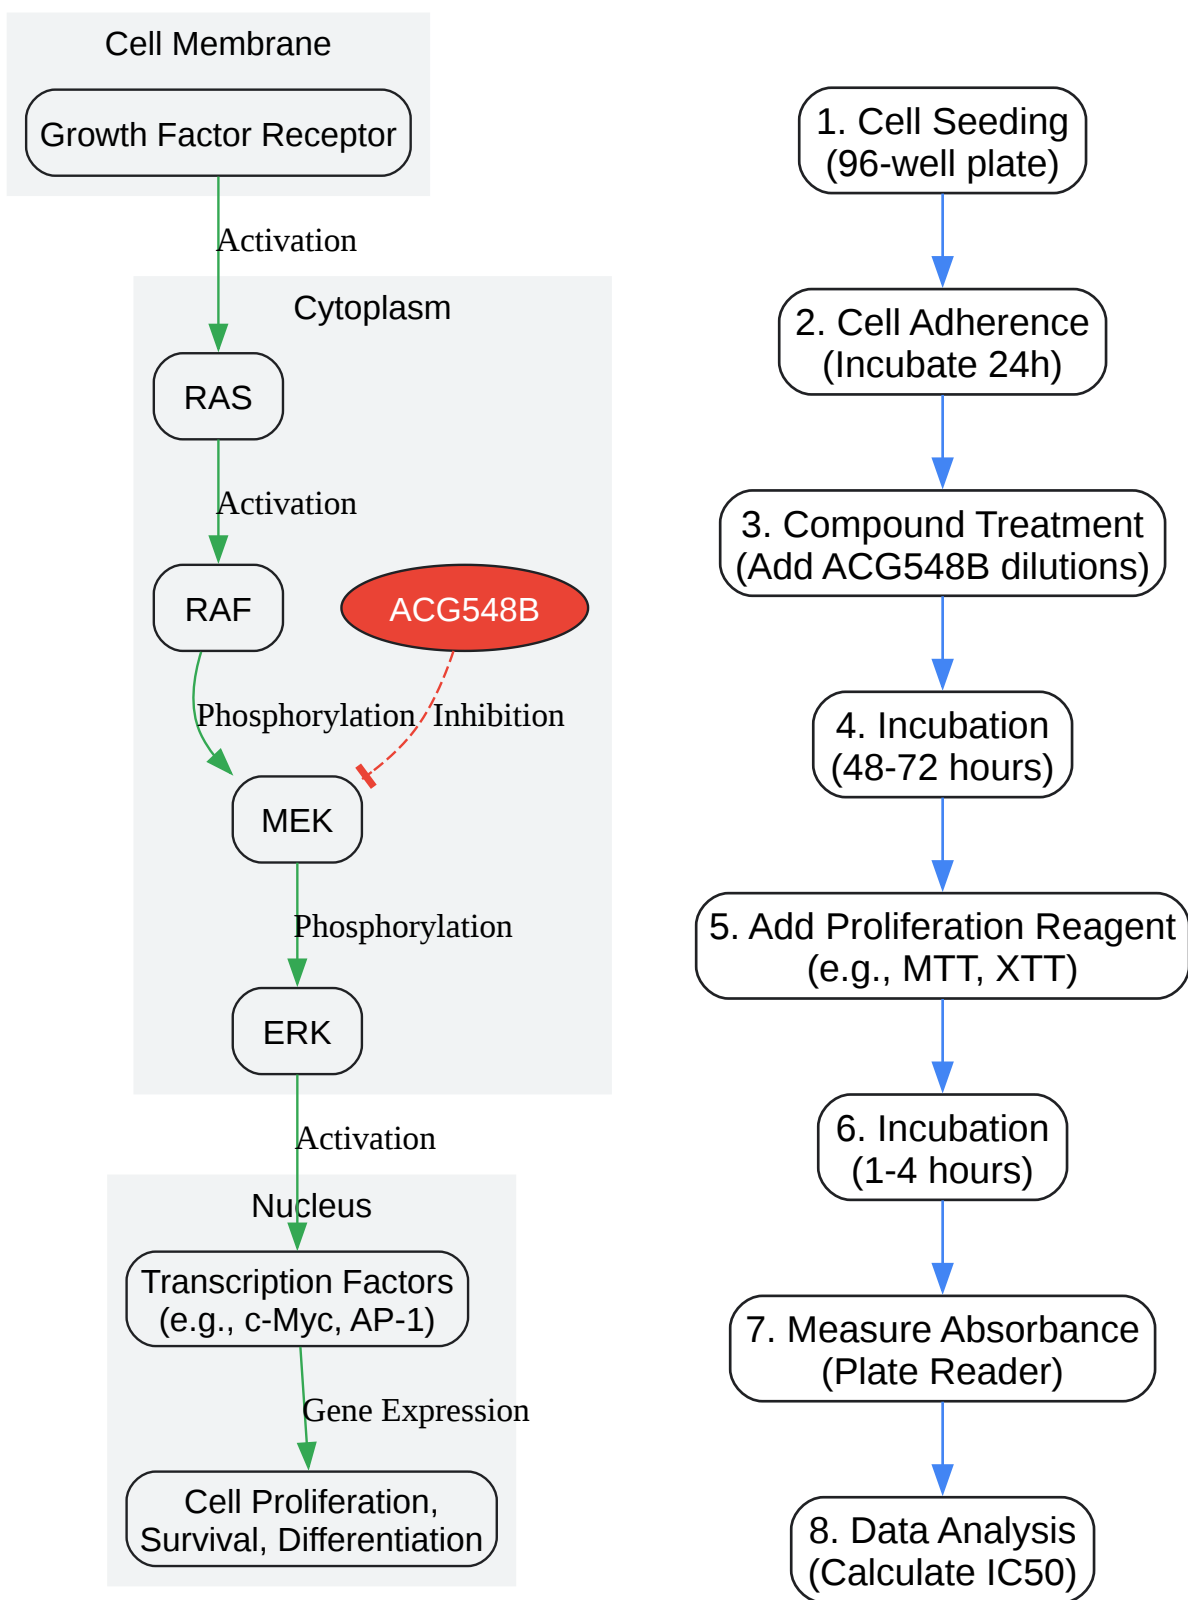 Cell Membrane
Growth Factor Receptor
Activation
Cytoplasm
RAS
Activation
RAF
ACG548B
Phosphorylation
Inhibition
MEK
Phosphorylation
ERK
Activation
Nucleus
Transcription Factors
(e.g., c-Myc, AP-1)
Gene Expression
Cell Proliferation,
Survival, Differentiation
1. Cell Seeding
(96-well plate)
2. Cell Adherence
(Incubate 24h)
3. Compound Treatment
(Add ACG548B dilutions)
4. Incubation
(48-72 hours)
5. Add Proliferation Reagent
(e.g., MTT, XTT)
6. Incubation
(1-4 hours)
7. Measure Absorbance
(Plate Reader)
8. Data Analysis
(Calculate IC50)